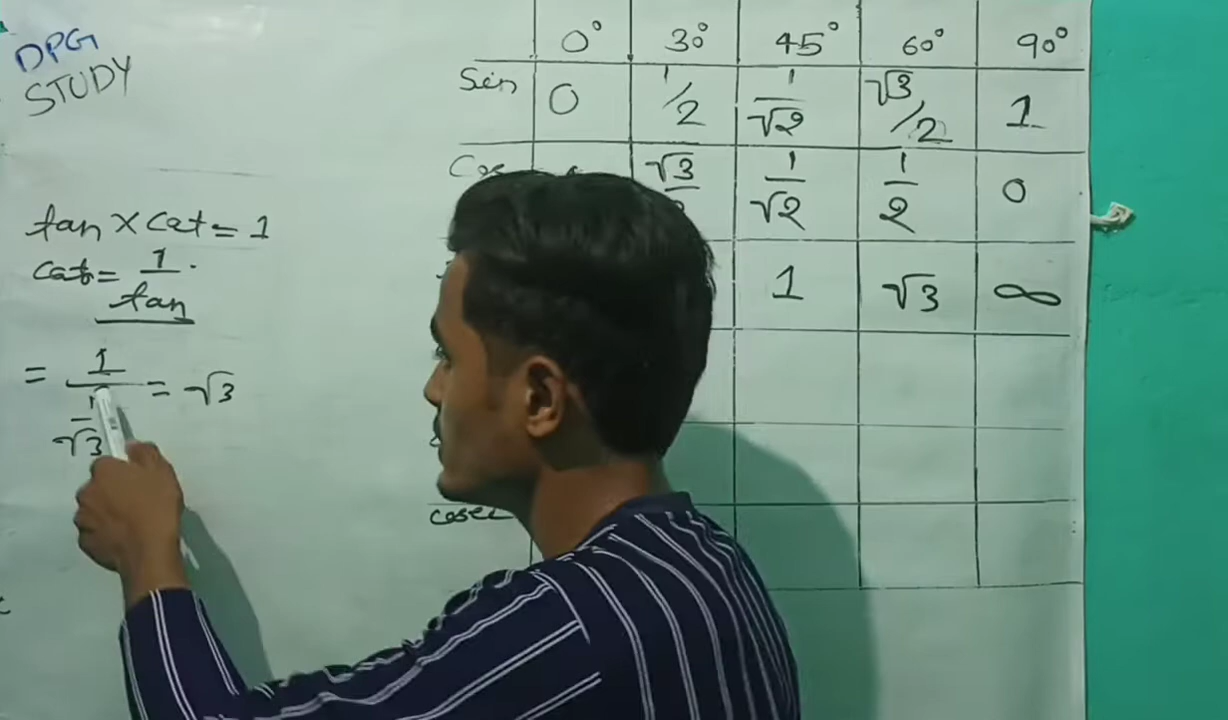 DPG
STUDY
tan × cot = 1
cot = 1/tan
= 1/(1/√3) = √3
0° 30° 45° 60° 90°
Sin 0 1/2 1/√2 √3/2 1
Cos √3 1/√2 1/2 0
1 √3 ∞
cosec